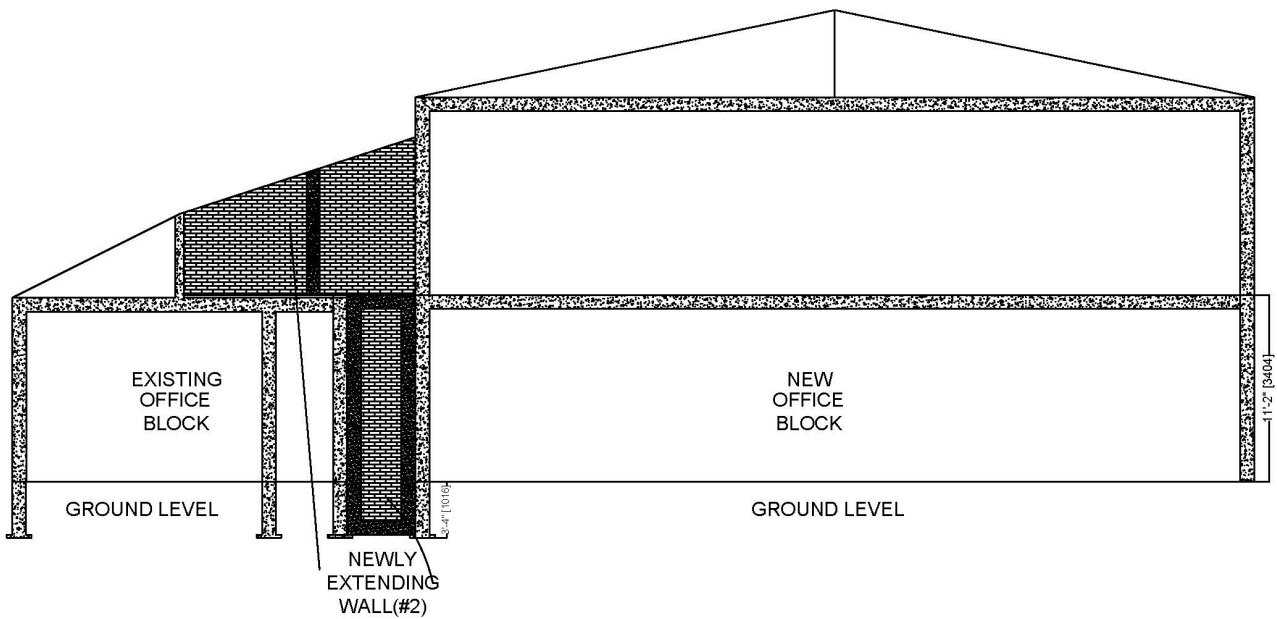 EXISTING
OFFICE
BLOCK
NEW
OFFICE
BLOCK
11'-2" [3404]
GROUND LEVEL
3'-4" [1016]
GROUND LEVEL
NEWLY
EXTENDING
WALL(#2)